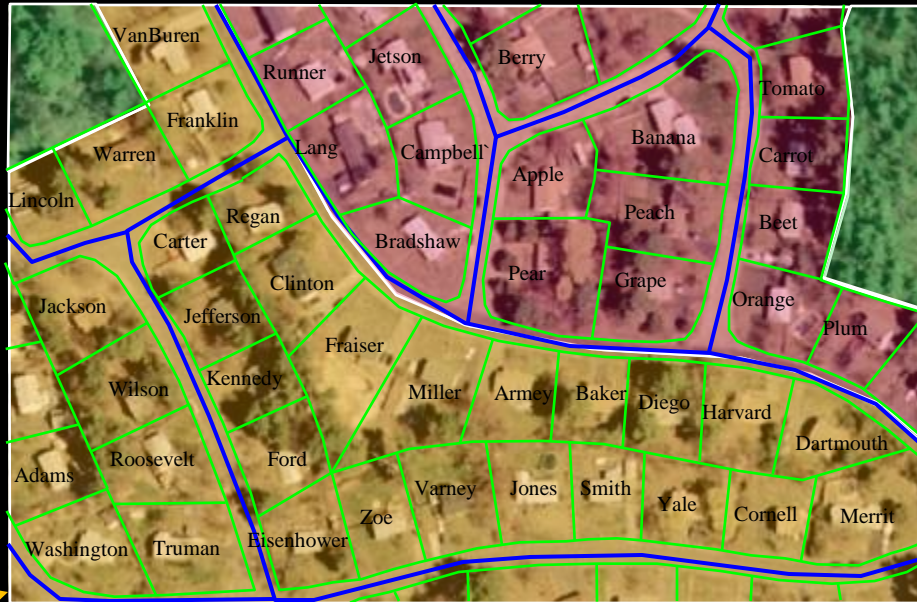 VanBuren
Runner
Jetson
Berry
Tomato
Franklin
Warren
Lang
Campbell`
Banana
Carrot
Apple
Lincoln
Regan
Carter
Bradshaw
Peach
Beet
Clinton
Pear
Grape
Orange
Jackson
Jefferson
Plum
Fraiser
Wilson
Kennedy
Miller
Armey
Baker
Diego
Harvard
Dartmouth
Adams
Roosevelt
Ford
Varney
Jones
Smith
Zoe
Yale
Cornell
Merrit
Washington
Truman
Eisenhower